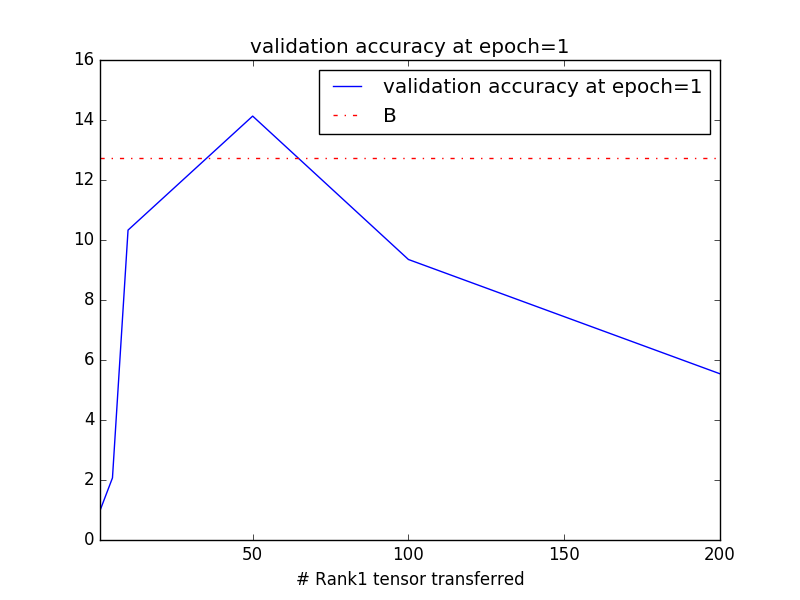 validation accuracy at epoch=1
validation accuracy at epoch=1
B
16
14
12
10
8
6
4
2
0
50 100 150 200
# Rank1 tensor transferred